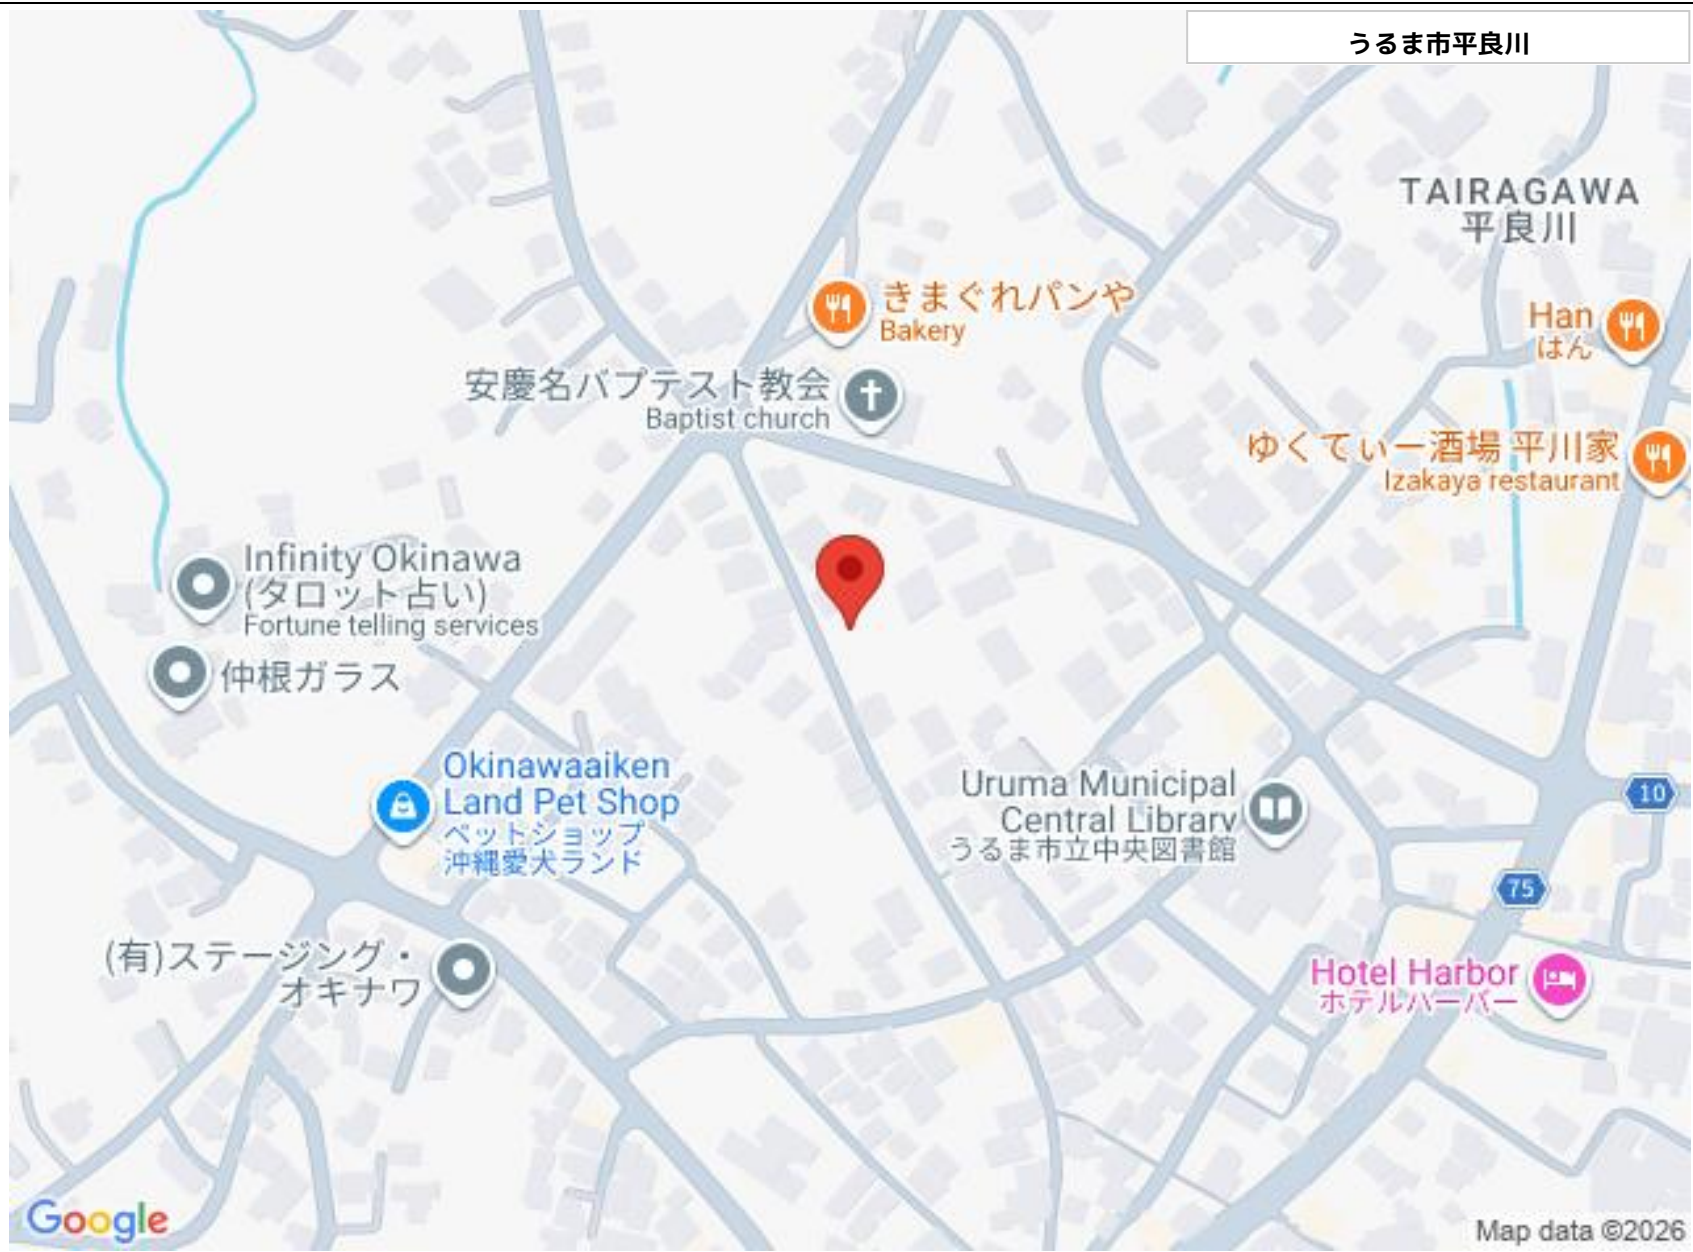 うるま市平良川
TAIRAGAWA
平良川
きまぐれパンや
Bakery
Han
はん
安慶名バプテスト教会
Baptist church
ゆくてぃー酒場 平川家
Izakaya restaurant
Infinity Okinawa
(タロット占い)
Fortune telling services
仲根ガラス
Okinawaaiken
Land Pet Shop
ペットショップ
沖縄愛犬ランド
Uruma Municipal
Central Library
うるま市立中央図書館
10
75
(有)ステージング・
オキナワ
Hotel Harbor
ホテルハーバー
Google
Map data ©2026